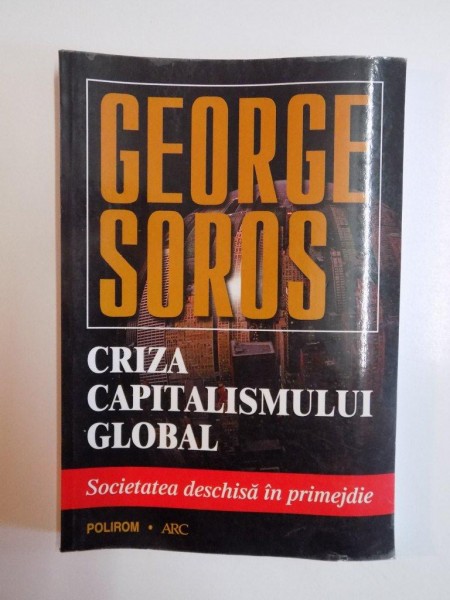 GEORGE
SOROS
CRIZA
CAPITALISMULUI
GLOBAL
Societatea deschisă în primejdie
POLIROM • ARC